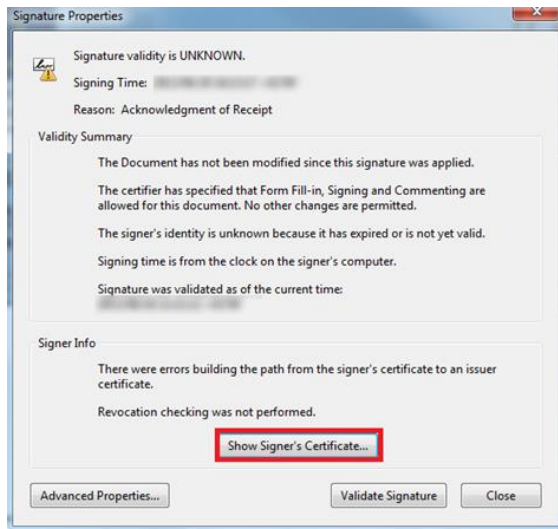 Signature Properties
Signature validity is UNKNOWN.
Signing Time:
Reason: Acknowledgment of Receipt
Validity Summary
The Document has not been modified since this signature was applied.
The certifier has specified that Form Fill-in, Signing and Commenting are
allowed for this document. No other changes are permitted.
The signer's identity is unknown because it has expired or is not yet valid.
Signing time is from the clock on the signer's computer.
Signature was validated as of the current time:
Signer Info
There were errors building the path from the signer's certificate to an issuer
certificate.
Revocation checking was not performed.
Show Signer's Certificate...
Advanced Properties...
Validate Signature
Close